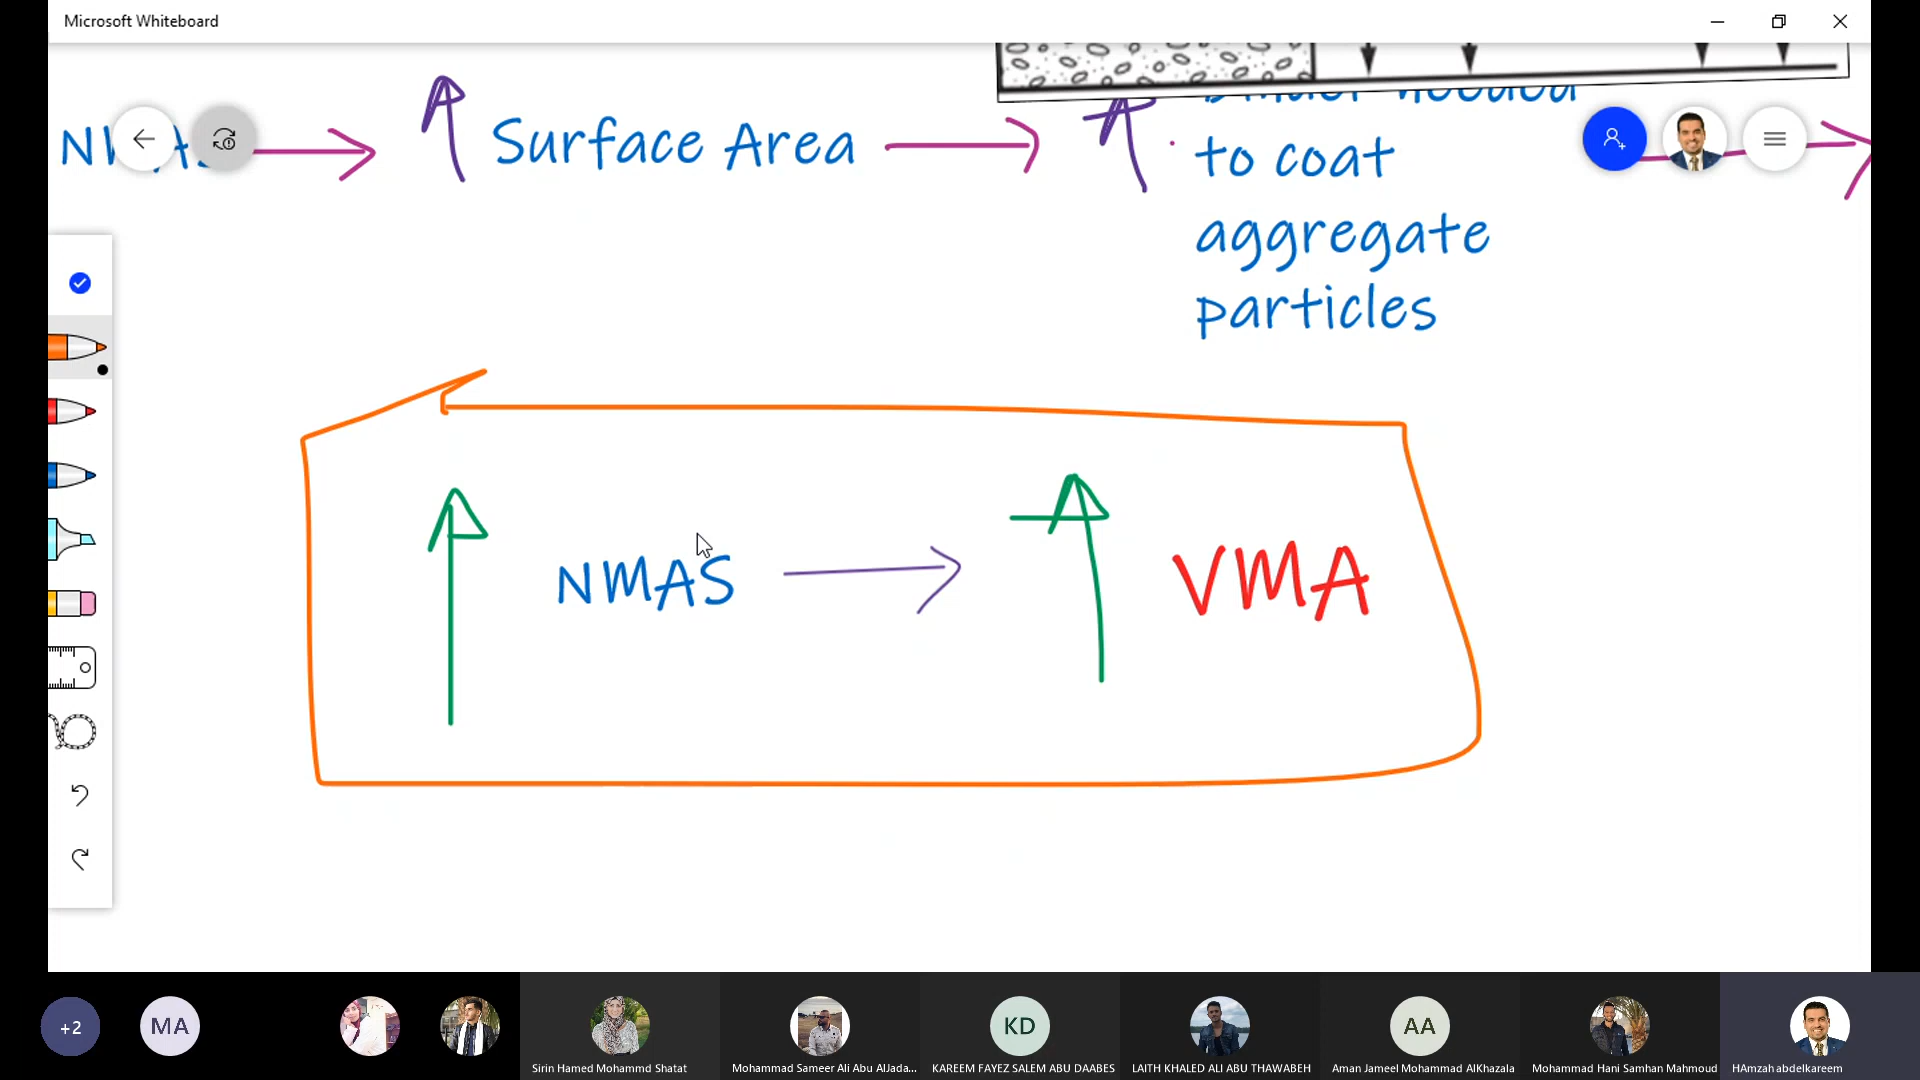 Microsoft Whiteboard
Surface Area
Binder needed
to coat
aggregate
particles
NMAS
VMA
+2
MA
KD
AA
Sirin Hamed Mohammd Shatat
Mohammad Sameer Ali Abu AlJada...
KAREEM FAYEZ SALEM ABU DAABES
LAITH KHALED ALI ABU THAWABEH
Aman Jameel Mohammad AlKhazala
Mohammad Hani Samhan Mahmoud
HAmzah abdelkareem